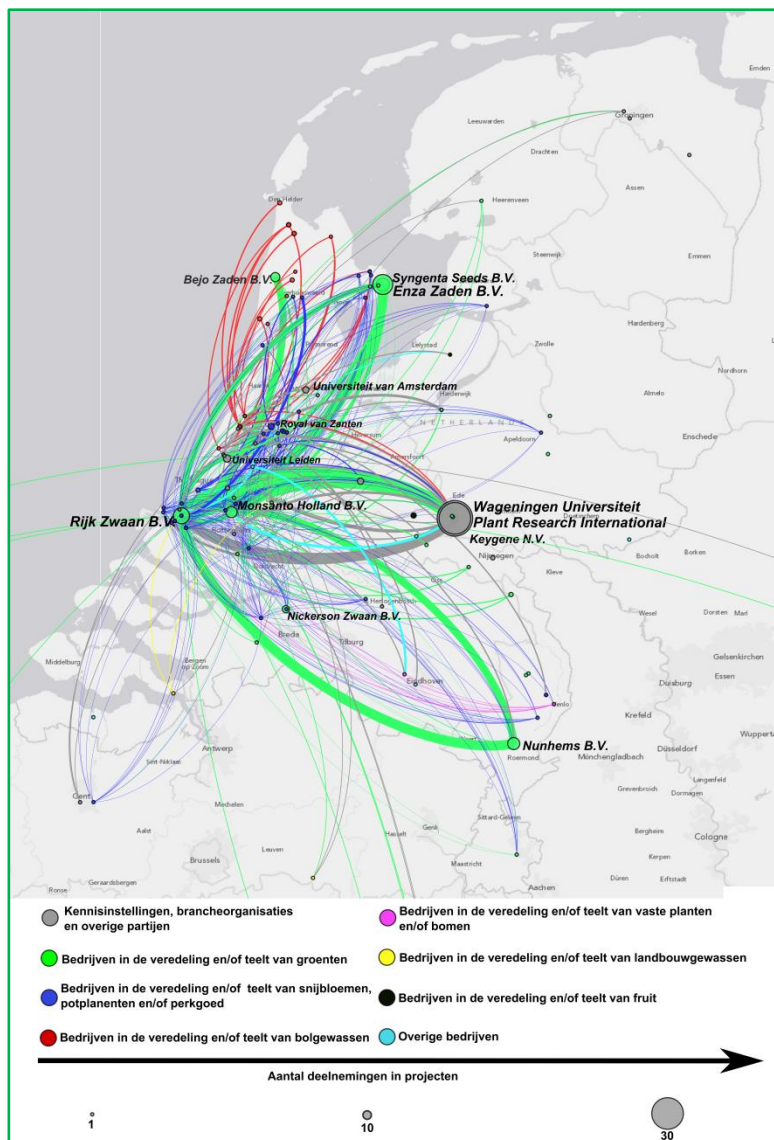 Emden
Groningen
Leeuwarden
Drachten
Assen
Den Helder
Heerenveen
Steenwijk
Emmen
Bejo Zaden B.V.
Syngenta Seeds B.V.
Enza Zaden B.V.
Hardenberg
Lelystad
Zwolle
Nordhorn
Universiteit van Amsterdam
Harderwijk
Almelo
Royal van Zanten
NETHERLANDS
Apeldoorn
Enschede
Universiteit Leiden
Ede
Monsanto Holland B.V.
Wageningen Universiteit
Plant Research International
Rijk Zwaan B.V.
Keygene N.V.
Nijmegen
Bocholt
Borken
Kleve
Oss
Nickerson Zwaan B.V.
Wesel
Dorsten
Marl
Breda
Tilburg
Gelsenkirchen
Middelburg
Bergen
op Zoom
Eindhoven
Duisburg
Essen
Venlo
Krefeld
Nunhems B.V.
Wupperta
Antwerp
Roermond
Mönchengladbach
Düsseldorf
Sint-Niklaas
Langenfeld
Grevenbroich
Dormagen
Gent
Mechelen
Sittard-Geleen
Bergheim
Cologne
Aalst
Hasselt
Genk
Brussels
Leuven
Maastricht
Kerpen
Ronse
Geraardsbergen
Aachen
Düren
Erftstadt
Kennisinstellingen, brancheorganisaties
en overige partijen
Bedrijven in de veredeling en/of teelt van vaste planten
en/of bomen
Bedrijven in de veredeling en/of teelt van groenten
Bedrijven in de veredeling en/of teelt van landbouwgewassen
Bedrijven in de veredeling en/of teelt van snijbloemen,
potplanenten en/of perkgoed
Bedrijven in de veredeling en/of teelt van fruit
Bedrijven in de veredeling en/of teelt van bolgewassen
Overige bedrijven
Aantal deelnemingen in projecten
1
10
30